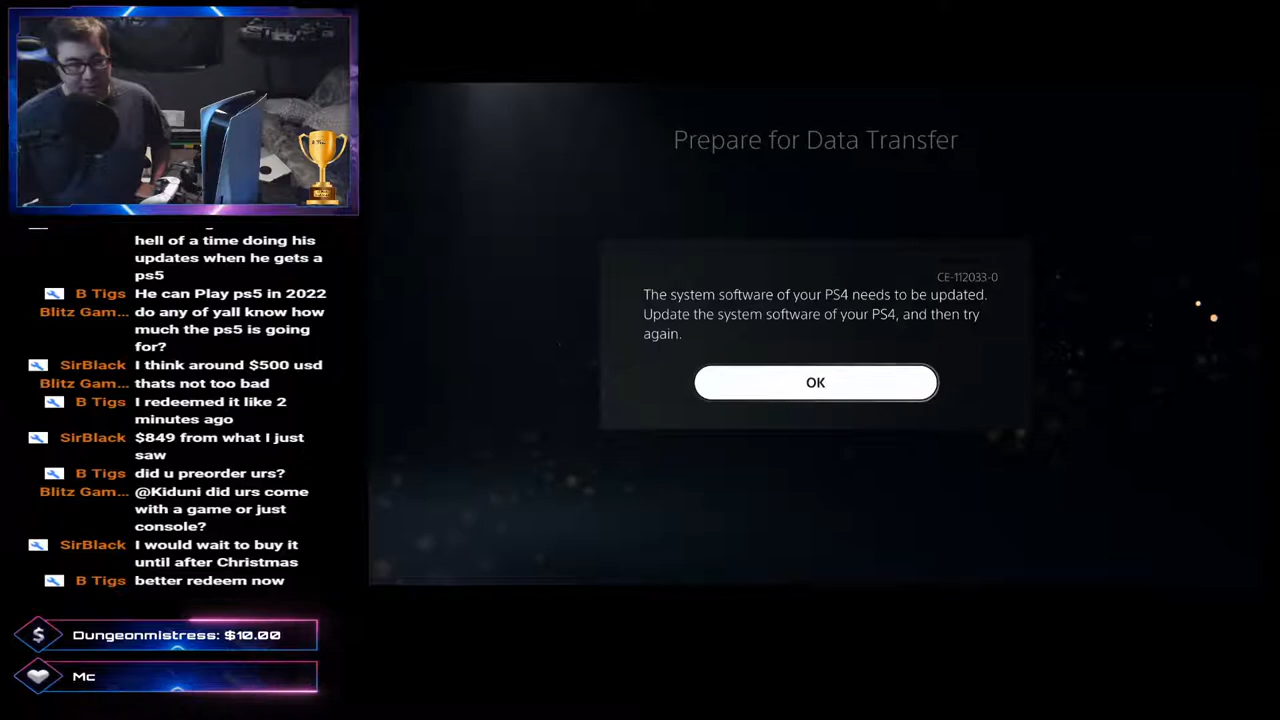 hell of a time doing his
updates when he gets a
ps5
B Tigs He can Play ps5 in 2022
Blitz Gam... do any of yall know how
much the ps5 is going
for?
SirBlack I think around $500 usd
Blitz Gam... thats not too bad
B Tigs I redeemed it like 2
minutes ago
SirBlack $849 from what I just
saw
B Tigs did u preorder urs?
Blitz Gam... @Kiduni did urs come
with a game or just
console?
SirBlack I would wait to buy it
until after Christmas
B Tigs better redeem now
$ Dungeonmistress: $10.00
Mc
Prepare for Data Transfer
CE-112033-0
The system software of your PS4 needs to be updated.
Update the system software of your PS4, and then try
again.
OK